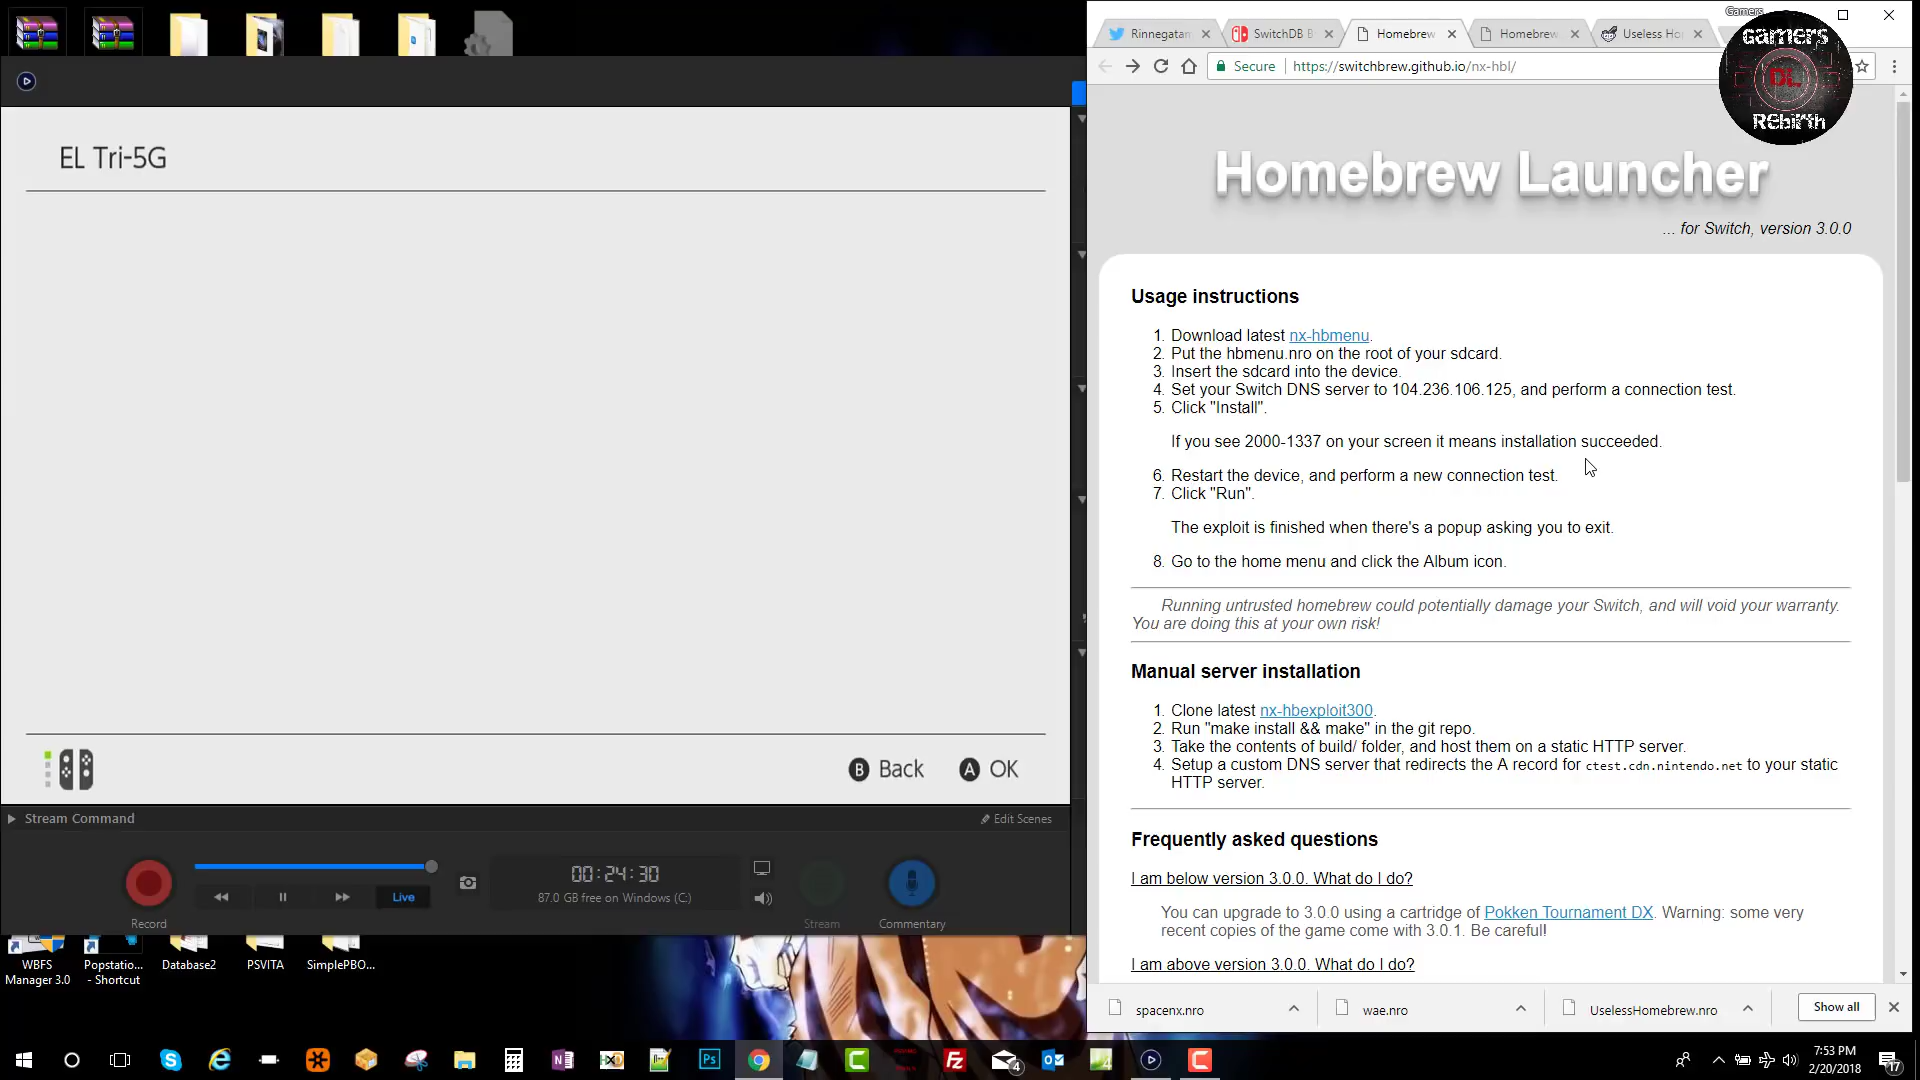 Rinnegatan
SwitchDB B
Homebrew
Homebrew
Useless Ho
Gamers
Secure
https://switchbrew.github.io/nx-hbl/
GAMERS
DL
REbirth
EL Tri-5G
Homebrew Launcher
... for Switch, version 3.0.0
Usage instructions
1. Download latest nx-hbmenu.
2. Put the hbmenu.nro on the root of your sdcard.
3. Insert the sdcard into the device.
4. Set your Switch DNS server to 104.236.106.125, and perform a connection test.
5. Click "Install".
If you see 2000-1337 on your screen it means installation succeeded.
6. Restart the device, and perform a new connection test.
7. Click "Run".
The exploit is finished when there's a popup asking you to exit.
8. Go to the home menu and click the Album icon.
Running untrusted homebrew could potentially damage your Switch, and will void your warranty.
You are doing this at your own risk!
Manual server installation
1. Clone latest nx-hbexploit300.
2. Run "make install && make" in the git repo.
3. Take the contents of build/ folder, and host them on a static HTTP server.
4. Setup a custom DNS server that redirects the A record for ctest.cdn.nintendo.net to your static
HTTP server.
Frequently asked questions
I am below version 3.0.0. What do I do?
You can upgrade to 3.0.0 using a cartridge of Pokken Tournament DX. Warning: some very
recent copies of the game come with 3.0.1. Be careful!
I am above version 3.0.0. What do I do?
B Back
A OK
Stream Command
Edit Scenes
00:24:30
87.0 GB free on Windows (C:)
Live
Record
Stream
Commentary
WBFS
Manager 3.0
Popstatio...
- Shortcut
Database2
PSVITA
SimplePBO...
spacenx.nro
wae.nro
UselessHomebrew.nro
Show all
Ps
4
7:53 PM
2/20/2018
17